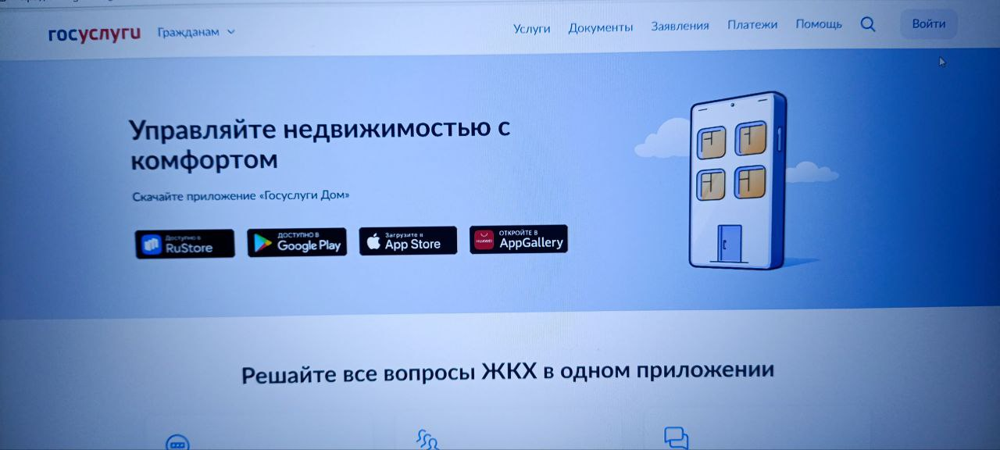 госуслуги Гражданам Услуги Документы Заявления Платежи Помощь Войти
Управляйте недвижимостью с
комфортом
Скачайте приложение «Госуслуги Дом»
Доступно в ДОСТУПНО В Загрузите в ОТКРОЙТЕ В
RuStore Google Play App Store HUAWEI AppGallery
Решайте все вопросы ЖКХ в одном приложении